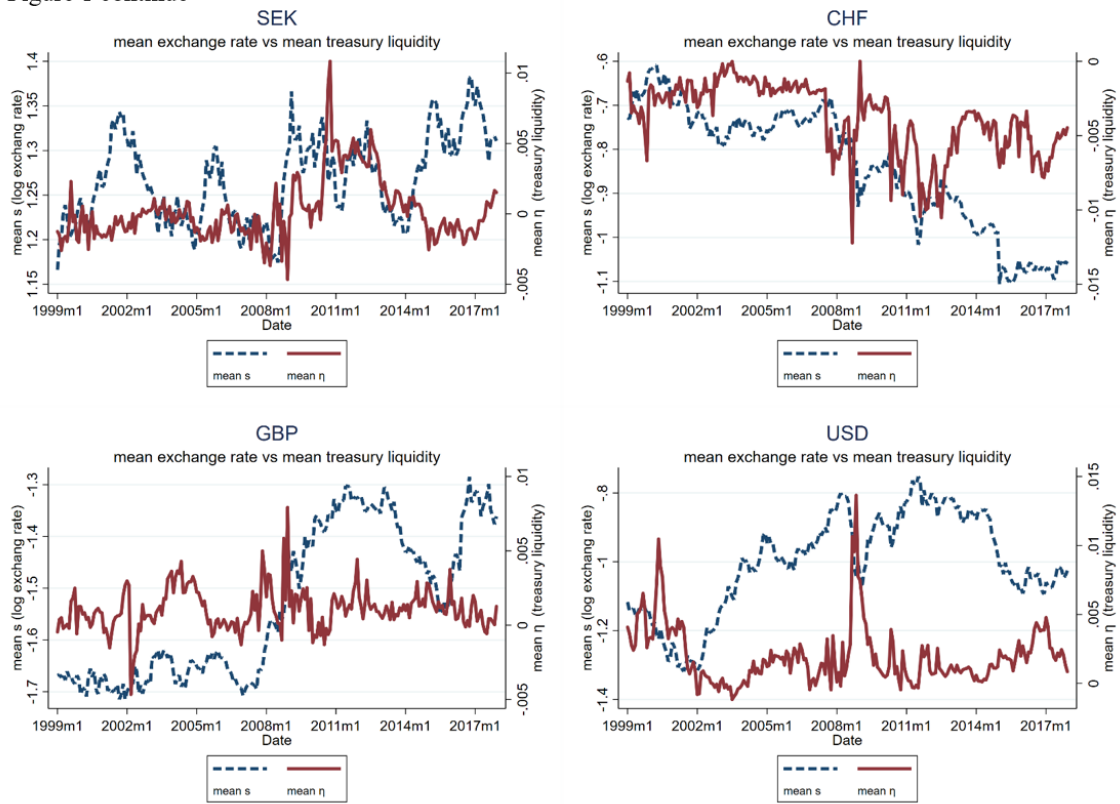 Figure 1 continue
SEK
mean exchange rate vs mean treasury liquidity
mean s (log exchang rate)
1.4
1.35
1.3
1.25
1.2
1.15
.01
.005
0
-.005
mean η (treasury liquidity)
1999m1 2002m1 2005m1 2008m1 2011m1 2014m1 2017m1
Date
mean s mean η
CHF
mean exchange rate vs mean treasury liquidity
mean s (log exchang rate)
-.6
-.7
-.8
-.9
-1
-1.1
0
-.005
-.01
-.015
mean η (treasury liquidity)
1999m1 2002m1 2005m1 2008m1 2011m1 2014m1 2017m1
Date
mean s mean η
GBP
mean exchange rate vs mean treasury liquidity
mean s (log exchang rate)
-1.3
-1.4
-1.5
-1.6
-1.7
.01
.005
0
-.005
mean η (treasury liquidity)
1999m1 2002m1 2005m1 2008m1 2011m1 2014m1 2017m1
Date
mean s mean η
USD
mean exchange rate vs mean treasury liquidity
mean s (log exchang rate)
-.8
-1
-1.2
-1.4
.015
.01
.005
0
mean η (treasury liquidity)
1999m1 2002m1 2005m1 2008m1 2011m1 2014m1 2017m1
Date
mean s mean η